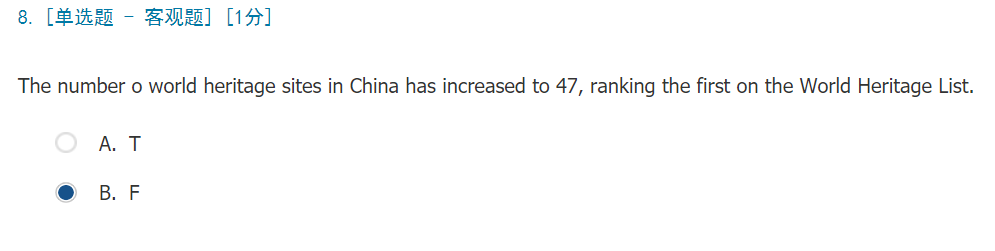 8. [单选题 - 客观题] [1分]
The number o world heritage sites in China has increased to 47, ranking the first on the World Heritage List.
A. T
B. F